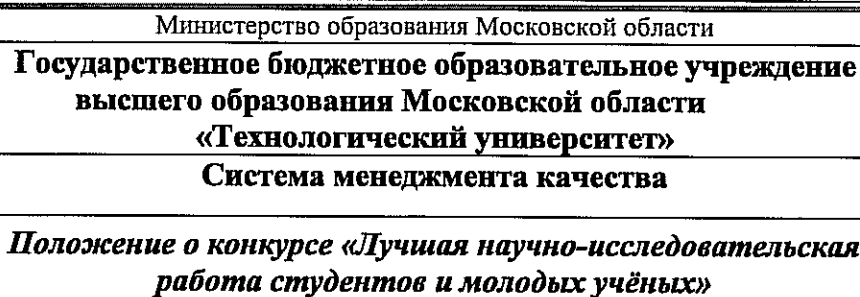 Министерство образования Московской области
Государственное бюджетное образовательное учреждение
высшего образования Московской области
«Технологический университет»
Система менеджмента качества
Положение о конкурсе «Лучшая научно-исследовательская
работа студентов и молодых учёных»